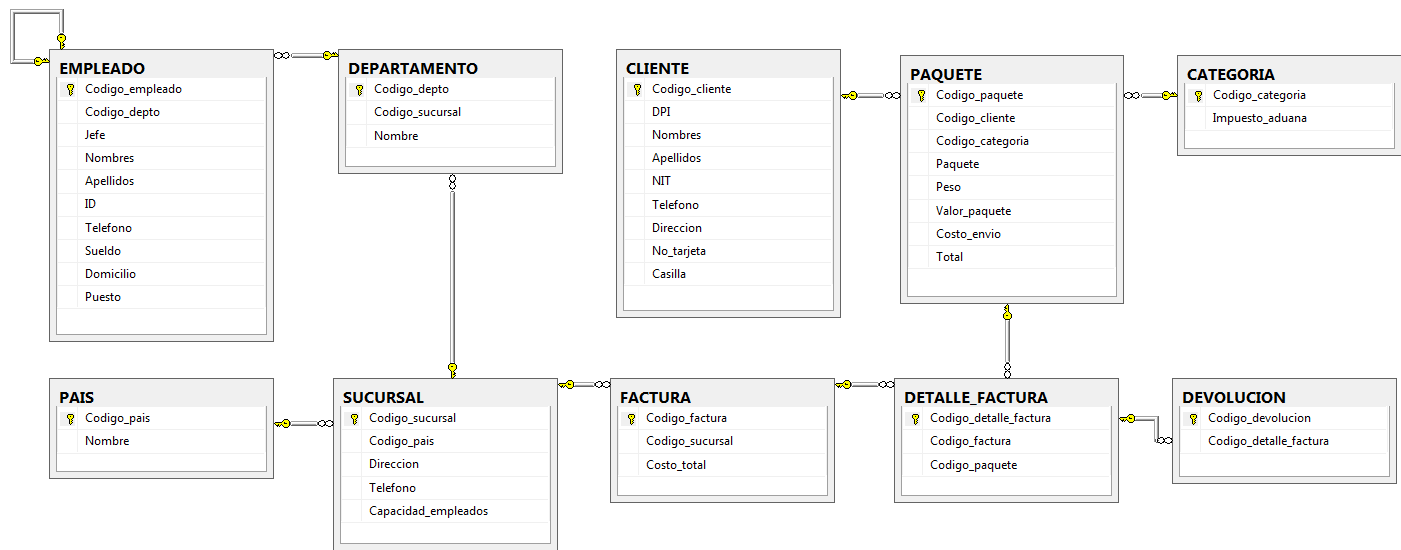 EMPLEADO
Codigo_empleado
Codigo_depto
Jefe
Nombres
Apellidos
ID
Telefono
Sueldo
Domicilio
Puesto
DEPARTAMENTO
Codigo_depto
Codigo_sucursal
Nombre
CLIENTE
Codigo_cliente
DPI
Nombres
Apellidos
NIT
Telefono
Direccion
No_tarjeta
Casilla
PAQUETE
Codigo_paquete
Codigo_cliente
Codigo_categoria
Paquete
Peso
Valor_paquete
Costo_envio
Total
CATEGORIA
Codigo_categoria
Impuesto_aduana
PAIS
Codigo_pais
Nombre
SUCURSAL
Codigo_sucursal
Codigo_pais
Direccion
Telefono
Capacidad_empleados
FACTURA
Codigo_factura
Codigo_sucursal
Costo_total
DETALLE_FACTURA
Codigo_detalle_factura
Codigo_factura
Codigo_paquete
DEVOLUCION
Codigo_devolucion
Codigo_detalle_factura